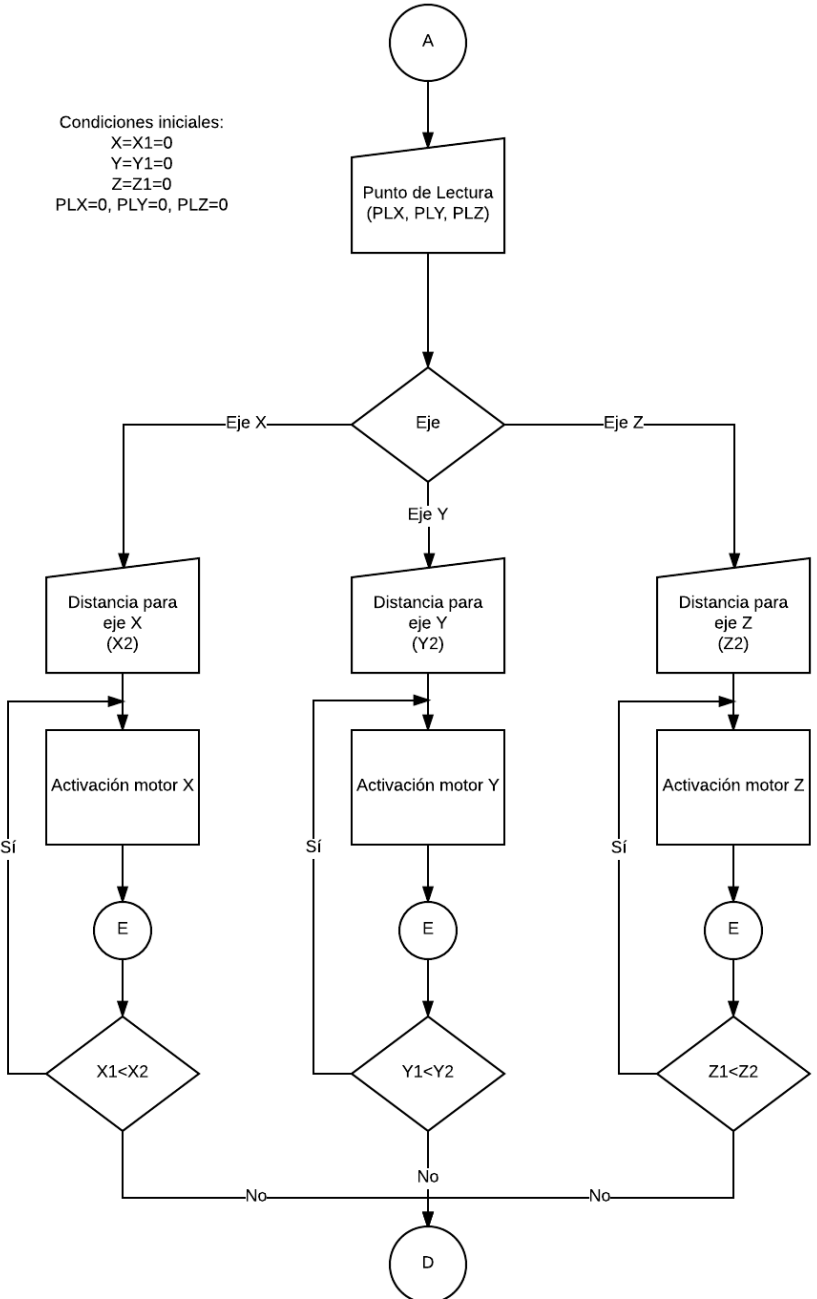 A
Condiciones iniciales:
X=X1=0
Y=Y1=0
Z=Z1=0
PLX=0, PLY=0, PLZ=0
Punto de Lectura
(PLX, PLY, PLZ)
Eje
Eje X
Eje Y
Eje Z
Distancia para
eje X
(X2)
Distancia para
eje Y
(Y2)
Distancia para
eje Z
(Z2)
Activación motor X
Activación motor Y
Activación motor Z
Sí
Sí
Sí
E
E
E
X1<X2
Y1<Y2
Z1<Z2
No
No
No
D